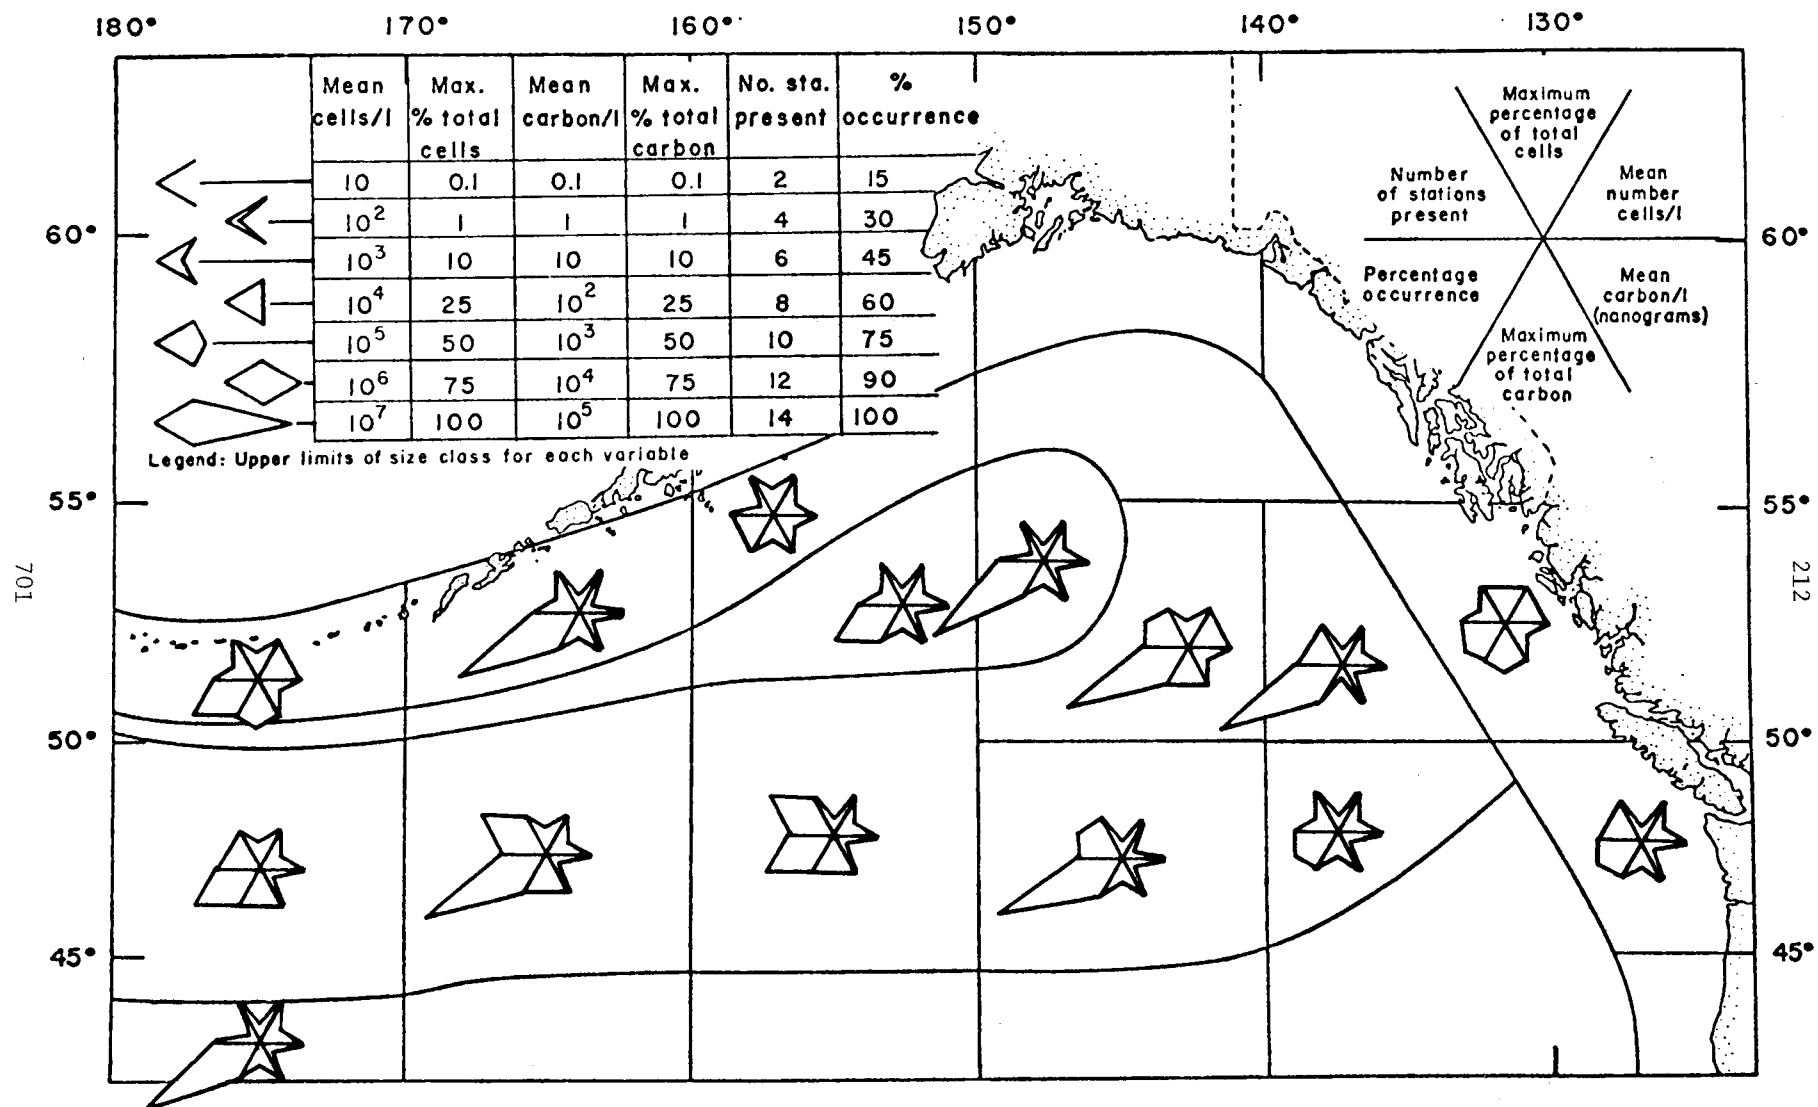 180° 170° 160° 150° 140° 130°
Mean Max. Mean Max. No. sta. %
cells/l % total carbon/l % total present occurrence
cells carbon
10 0.1 0.1 0.1 2 15
10² 1 1 1 4 30
10³ 10 10 10 6 45
10⁴ 25 10² 25 8 60
10⁵ 50 10³ 50 10 75
10⁶ 75 10⁴ 75 12 90
10⁷ 100 10⁵ 100 14 100
Legend: Upper limits of size class for each variable
Maximum
percentage
of total
cells
Number
of stations
present
Mean
number
cells/l
Percentage
occurrence
Mean
carbon/l
(nanograms)
Maximum
percentage
of total
carbon
60° 60°
55° 55°
50° 50°
45° 45°
701
212